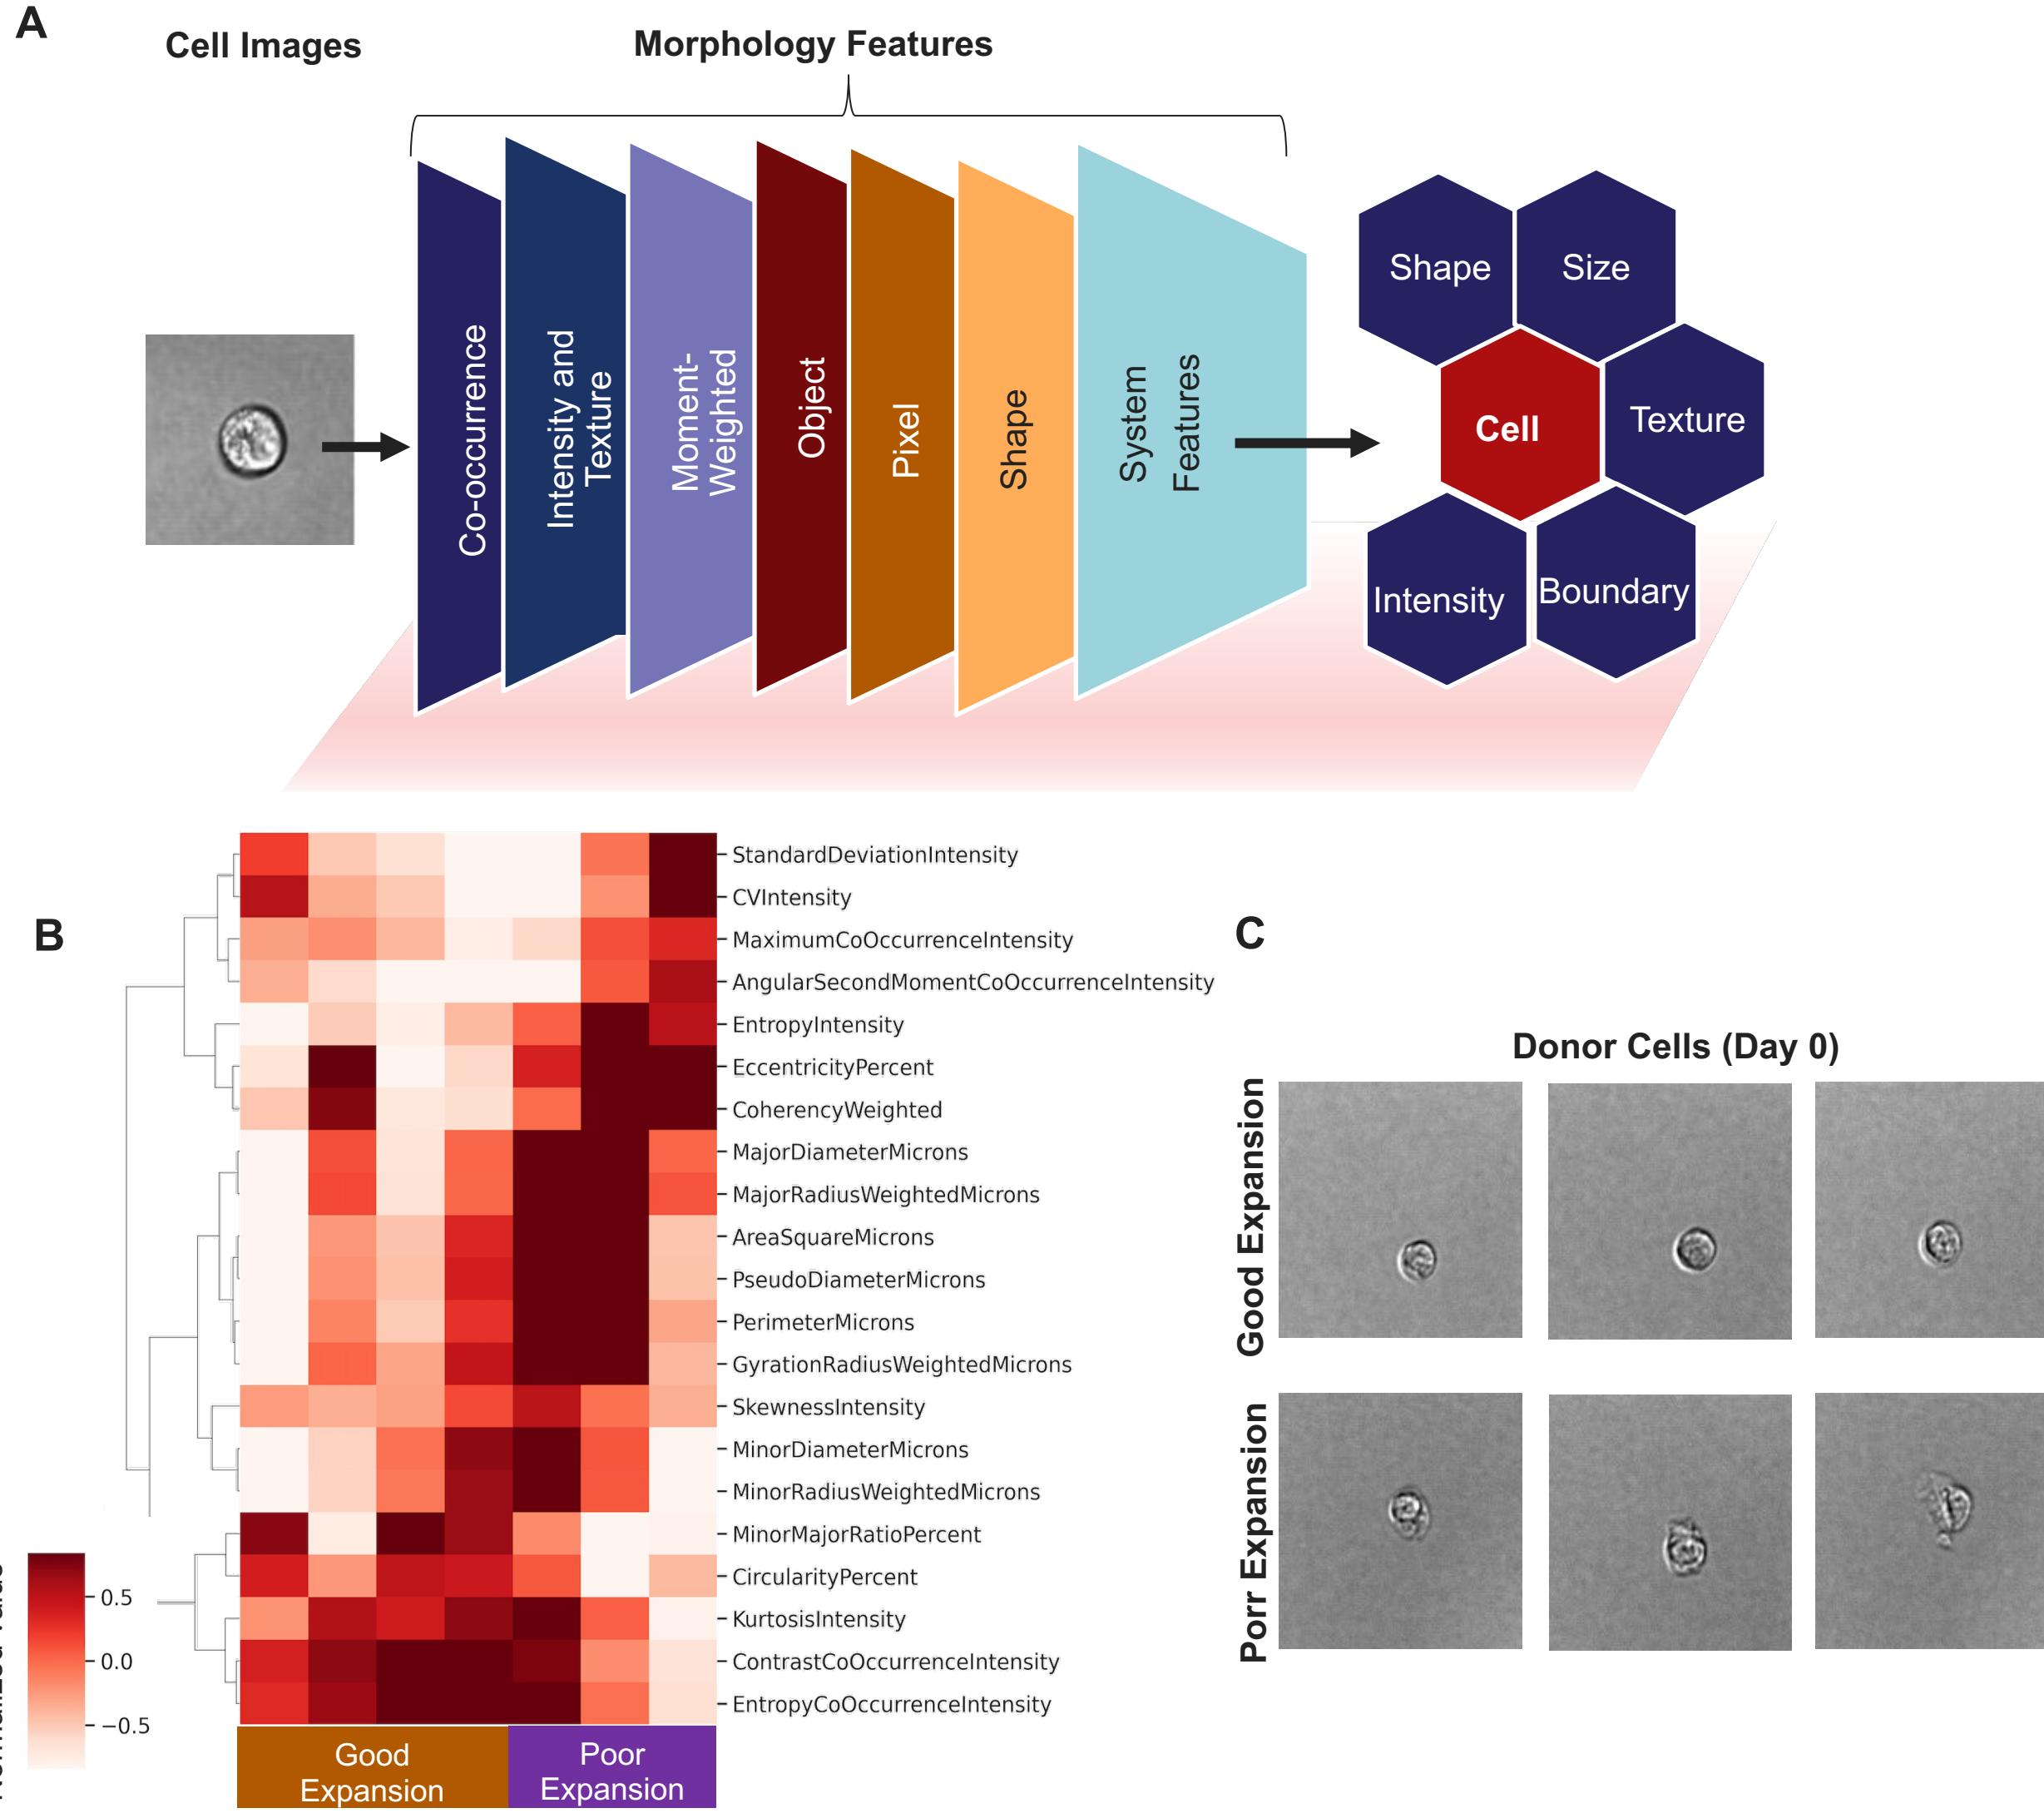 A
Cell Images
Morphology Features
Co-occurrence
Intensity and
Texture
Moment-
Weighted
Object
Pixel
Shape
System
Features
Shape
Size
Cell
Texture
Intensity
Boundary
B
StandardDeviationIntensity
CVIntensity
MaximumCoOccurrenceIntensity
AngularSecondMomentCoOccurrenceIntensity
EntropyIntensity
EccentricityPercent
CoherencyWeighted
MajorDiameterMicrons
MajorRadiusWeightedMicrons
AreaSquareMicrons
PseudoDiameterMicrons
PerimeterMicrons
GyrationRadiusWeightedMicrons
SkewnessIntensity
MinorDiameterMicrons
MinorRadiusWeightedMicrons
MinorMajorRatioPercent
CircularityPercent
KurtosisIntensity
ContrastCoOccurrenceIntensity
EntropyCoOccurrenceIntensity
0.5
0.0
−0.5
Good
Expansion
Poor
Expansion
C
Donor Cells (Day 0)
Good Expansion
Porr Expansion